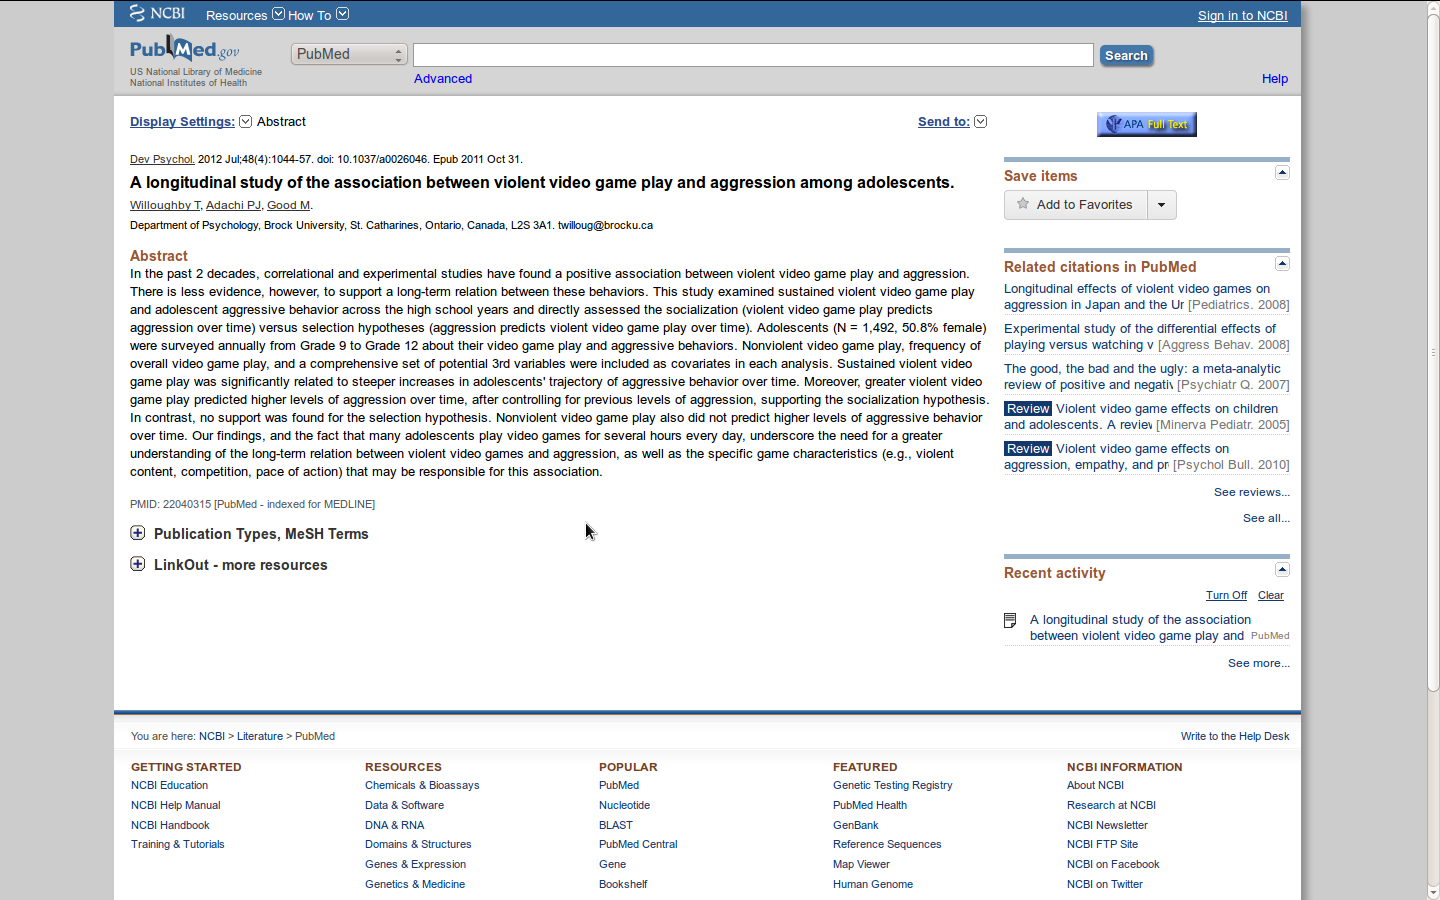 NCBI Resources How To Sign in to NCBI
PubMed.gov
US National Library of Medicine
National Institutes of Health
PubMed
Search
Advanced
Help
Display Settings: Abstract
Send to:
APA Full Text
Dev Psychol. 2012 Jul;48(4):1044-57. doi: 10.1037/a0026046. Epub 2011 Oct 31.
A longitudinal study of the association between violent video game play and aggression among adolescents.
Willoughby T, Adachi PJ, Good M.
Department of Psychology, Brock University, St. Catharines, Ontario, Canada, L2S 3A1. twilloug@brocku.ca
Abstract
In the past 2 decades, correlational and experimental studies have found a positive association between violent video game play and aggression.
There is less evidence, however, to support a long-term relation between these behaviors. This study examined sustained violent video game play
and adolescent aggressive behavior across the high school years and directly assessed the socialization (violent video game play predicts
aggression over time) versus selection hypotheses (aggression predicts violent video game play over time). Adolescents (N = 1,492, 50.8% female)
were surveyed annually from Grade 9 to Grade 12 about their video game play and aggressive behaviors. Nonviolent video game play, frequency of
overall video game play, and a comprehensive set of potential 3rd variables were included as covariates in each analysis. Sustained violent video
game play was significantly related to steeper increases in adolescents' trajectory of aggressive behavior over time. Moreover, greater violent video
game play predicted higher levels of aggression over time, after controlling for previous levels of aggression, supporting the socialization hypothesis.
In contrast, no support was found for the selection hypothesis. Nonviolent video game play also did not predict higher levels of aggressive behavior
over time. Our findings, and the fact that many adolescents play video games for several hours every day, underscore the need for a greater
understanding of the long-term relation between violent video games and aggression, as well as the specific game characteristics (e.g., violent
content, competition, pace of action) that may be responsible for this association.
PMID: 22040315 [PubMed - indexed for MEDLINE]
Publication Types, MeSH Terms
LinkOut - more resources
Save items
Add to Favorites
Related citations in PubMed
Longitudinal effects of violent video games on
aggression in Japan and the Ur [Pediatrics. 2008]
Experimental study of the differential effects of
playing versus watching v [Aggress Behav. 2008]
The good, the bad and the ugly: a meta-analytic
review of positive and negativ [Psychiatr Q. 2007]
Review Violent video game effects on children
and adolescents. A review [Minerva Pediatr. 2005]
Review Violent video game effects on
aggression, empathy, and pr [Psychol Bull. 2010]
See reviews...
See all...
Recent activity
Turn Off Clear
A longitudinal study of the association
between violent video game play and PubMed
See more...
You are here: NCBI > Literature > PubMed
Write to the Help Desk
GETTING STARTED
NCBI Education
NCBI Help Manual
NCBI Handbook
Training & Tutorials
RESOURCES
Chemicals & Bioassays
Data & Software
DNA & RNA
Domains & Structures
Genes & Expression
Genetics & Medicine
POPULAR
PubMed
Nucleotide
BLAST
PubMed Central
Gene
Bookshelf
FEATURED
Genetic Testing Registry
PubMed Health
GenBank
Reference Sequences
Map Viewer
Human Genome
NCBI INFORMATION
About NCBI
Research at NCBI
NCBI Newsletter
NCBI FTP Site
NCBI on Facebook
NCBI on Twitter